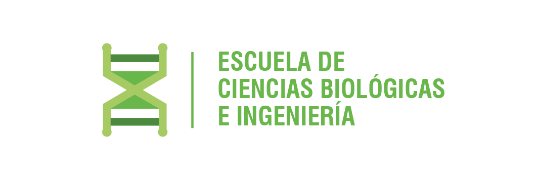 ESCUELA DE
CIENCIAS BIOLÓGICAS
E INGENIERÍA